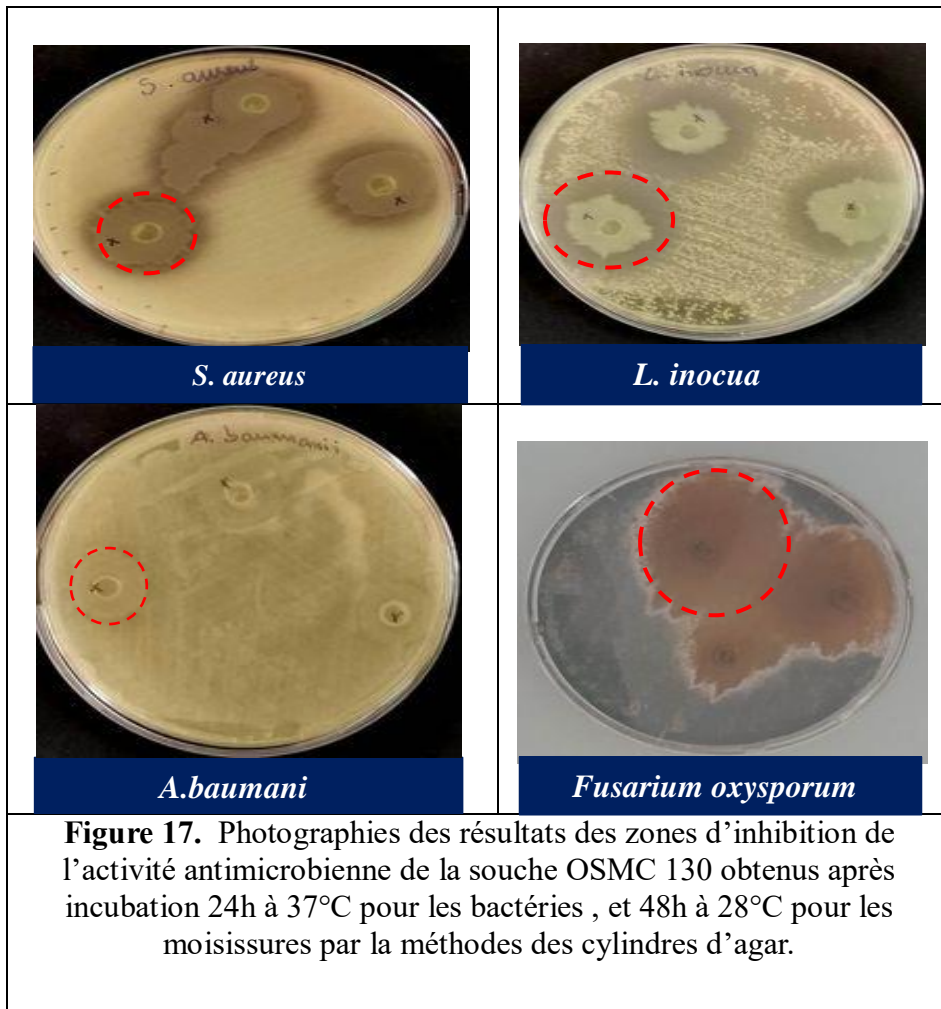 S. aureus
L. inocua
S. aureus
L. inocua
A. baumanii
A.baumani
Fusarium oxysporum
Figure 17. Photographies des résultats des zones d’inhibition de
l’activité antimicrobienne de la souche OSMC 130 obtenus après
incubation 24h à 37°C pour les bactéries , et 48h à 28°C pour les
moisissures par la méthodes des cylindres d’agar.